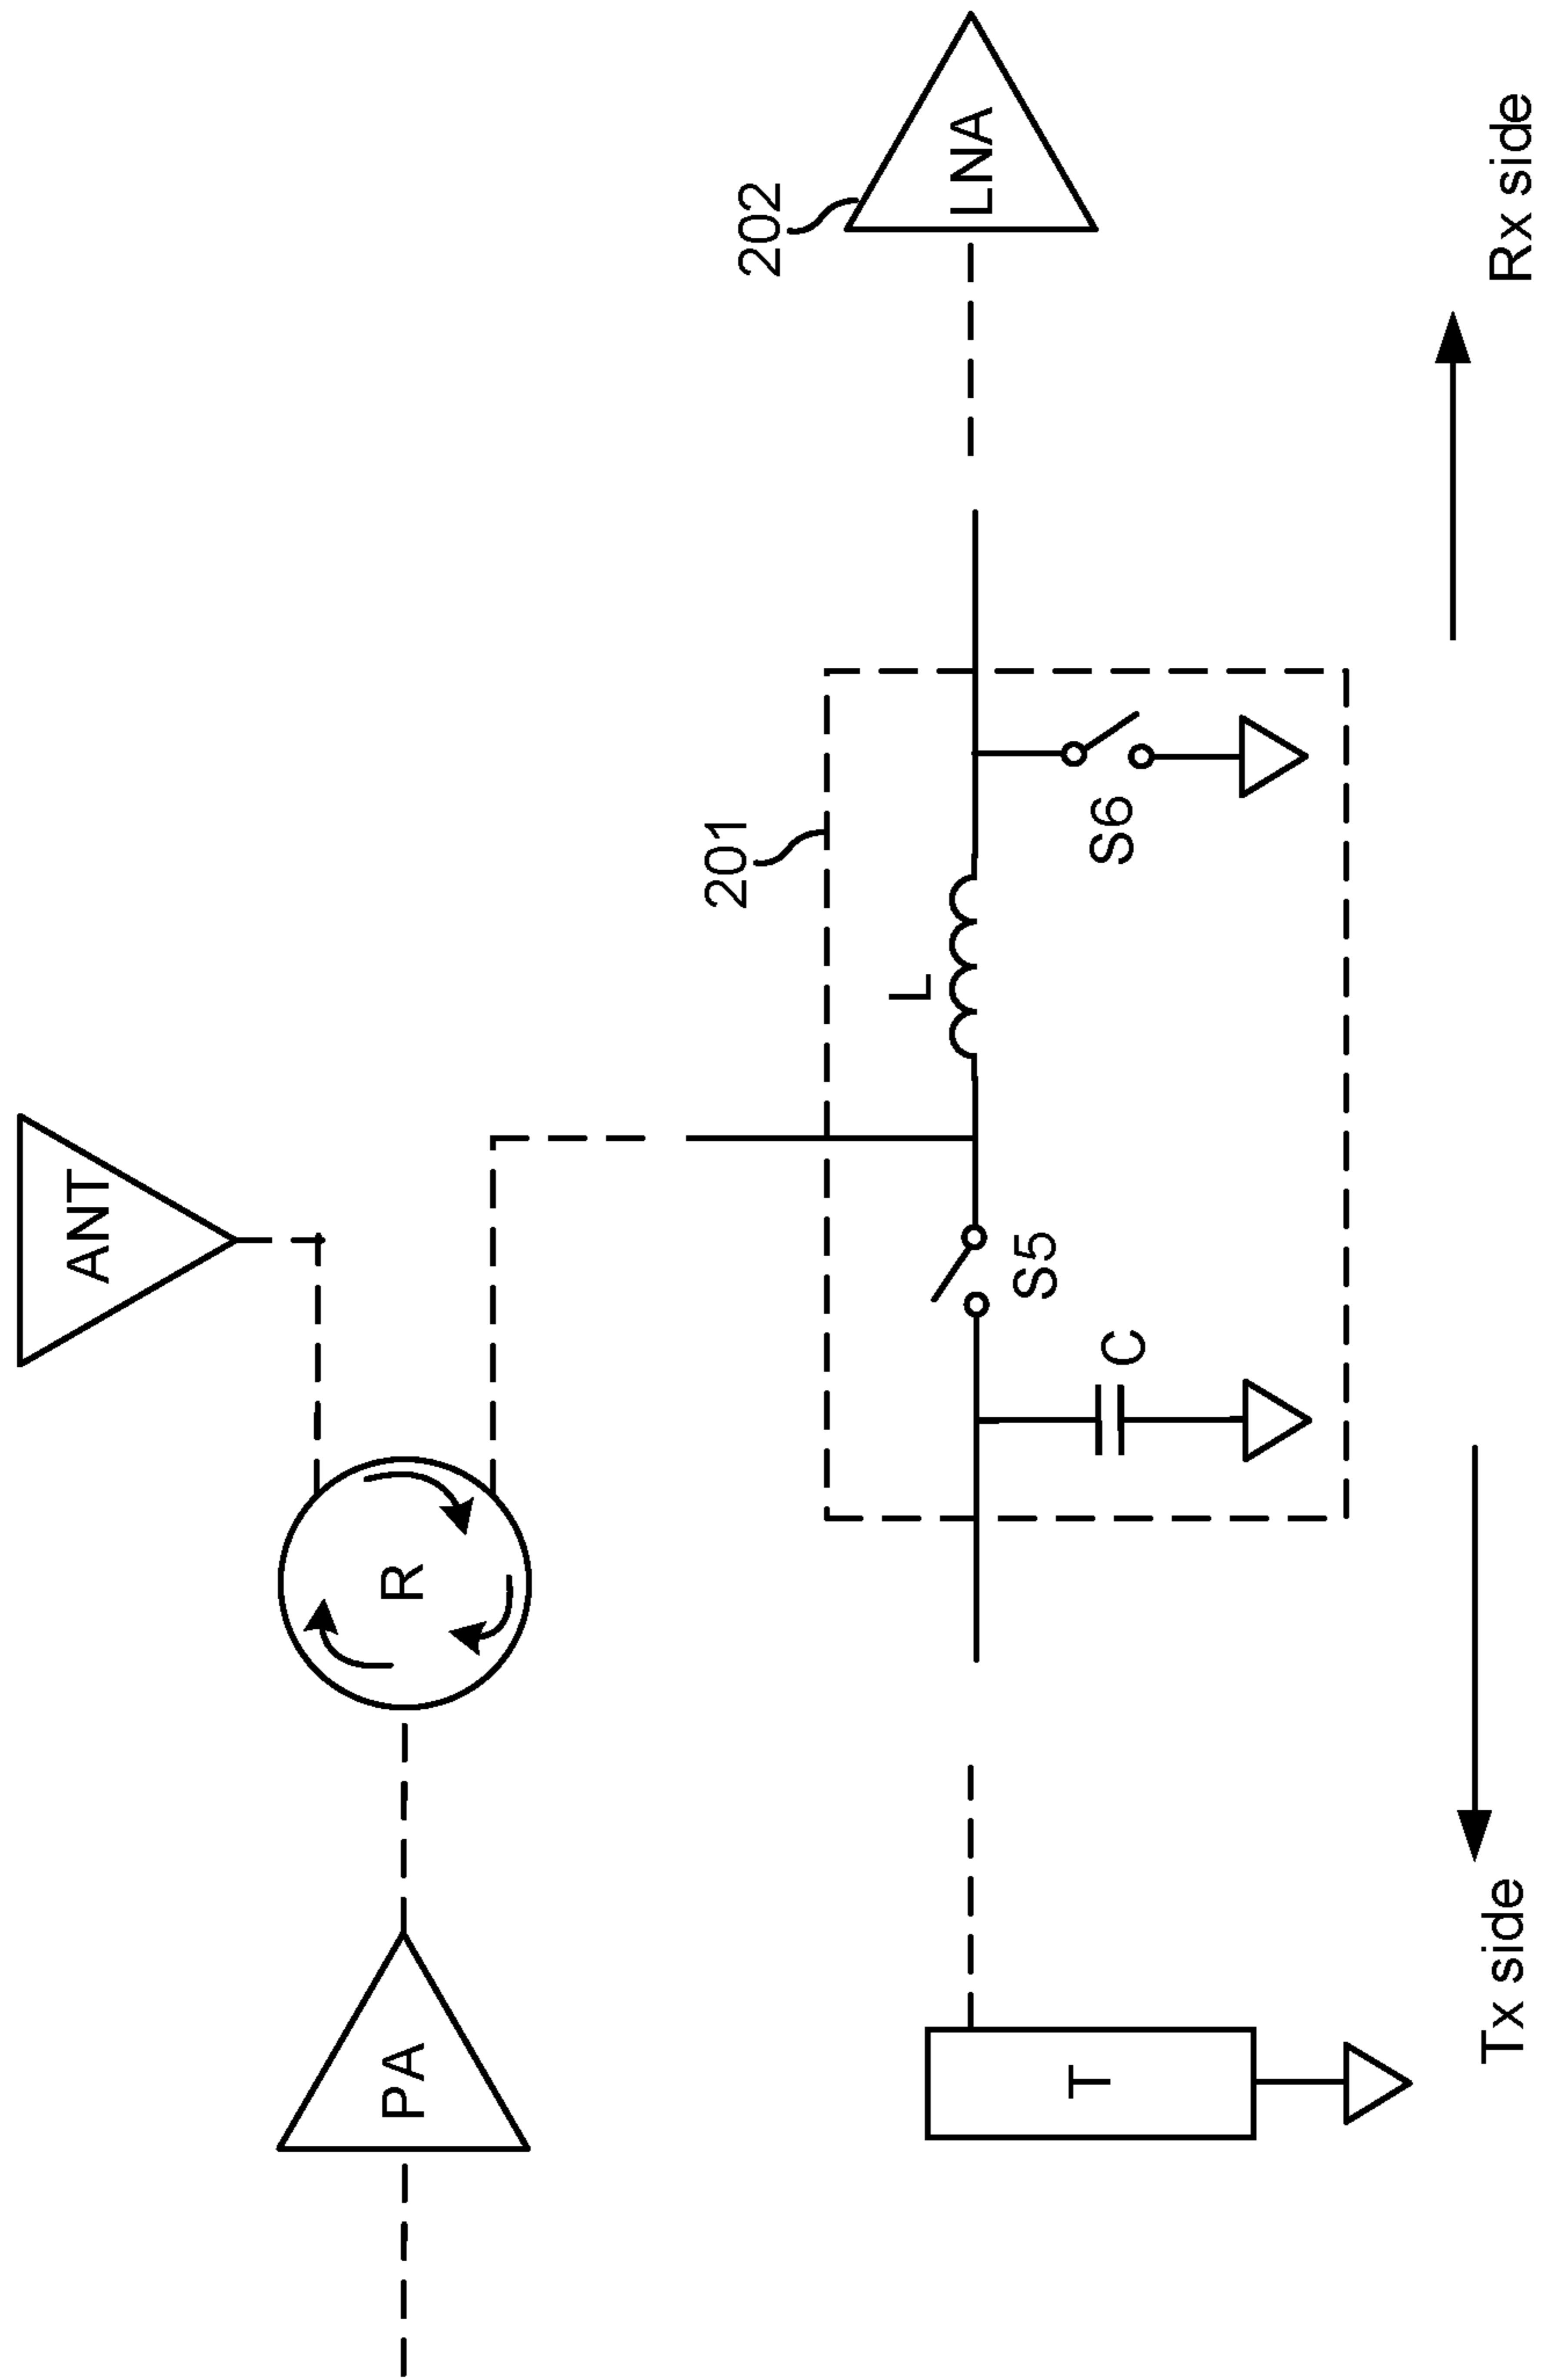 ANT
PA
R
201
202
LNA
L
S5
S6
C
T
Tx side
Rx side